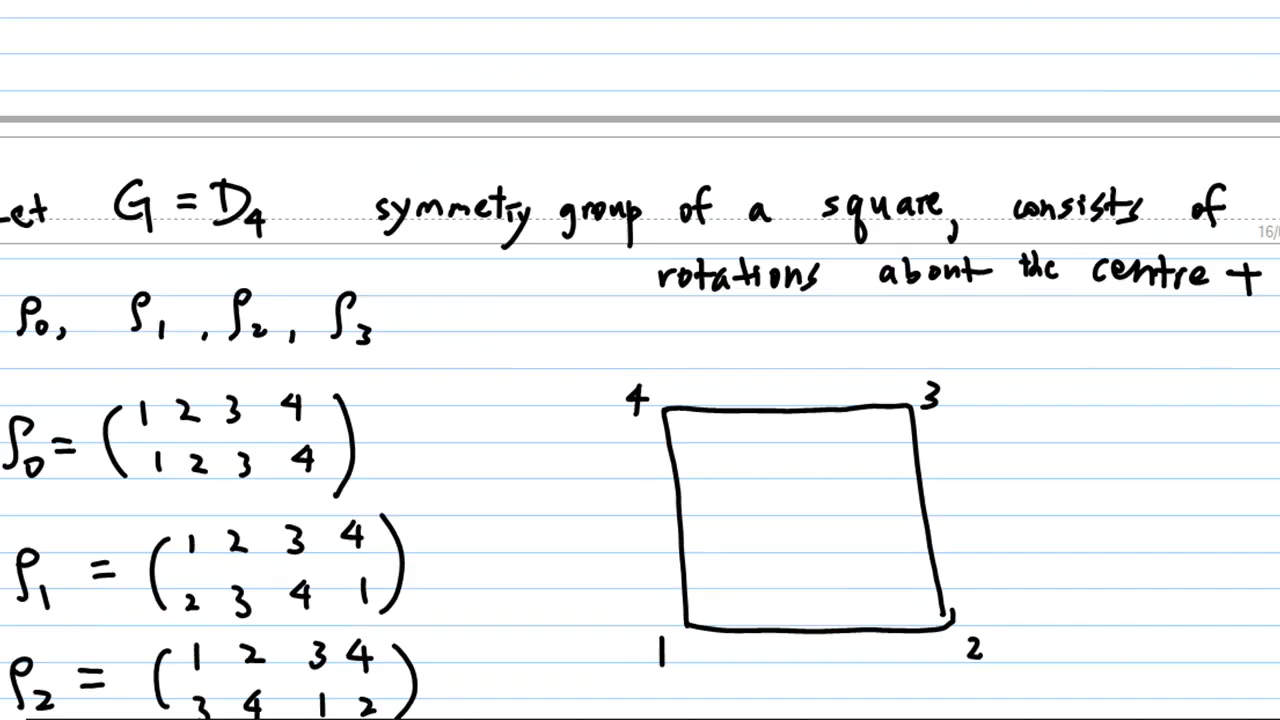 Let G = D4 symmetry group of a square, consists of
16/
rotations about the centre +
ρ0, ρ1, ρ2, ρ3
4 3
ρ0 = ( 1 2 3 4
1 2 3 4 )
ρ1 = ( 1 2 3 4
2 3 4 1 )
1 2
ρ2 = ( 1 2 3 4
3 4 1 2 )